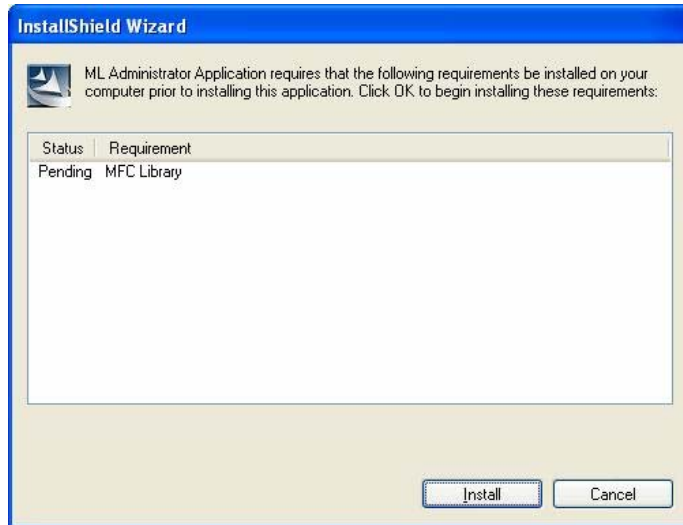 InstallShield Wizard
ML Administrator Application requires that the following requirements be installed on your
computer prior to installing this application. Click OK to begin installing these requirements:
Status Requirement
Pending MFC Library
Install Cancel